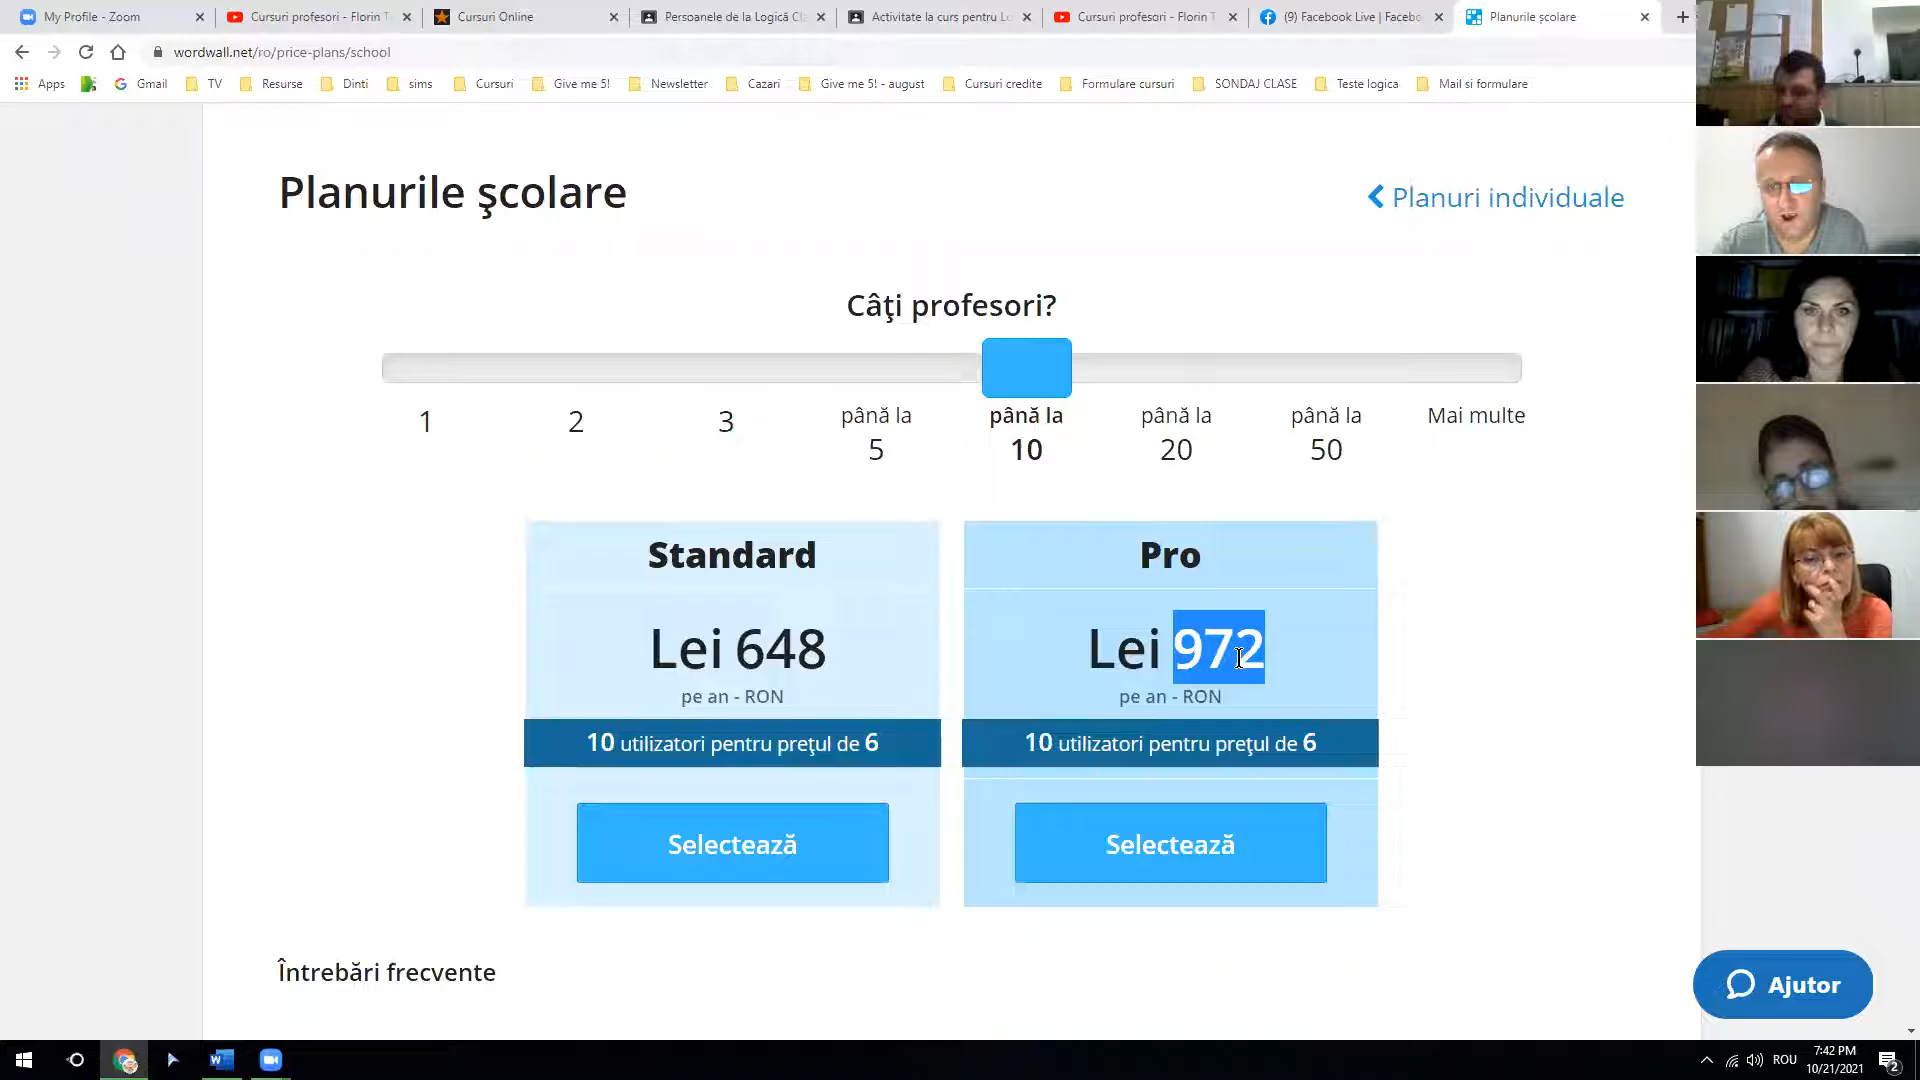 My Profile - Zoom
Cursuri profesori - Florin T
Cursuri Online
Persoanele de la Logică C
Activitate la curs pentru Lo
Cursuri profesori - Florin T
(9) Facebook Live | Facebo
Planurile școlare
wordwall.net/ro/price-plans/school
Apps
Gmail
TV
Resurse
Dinti
sims
Cursuri
Give me 5!
Newsletter
Cazari
Give me 5! - august
Cursuri credite
Formulare cursuri
SONDAJ CLASE
Teste logica
Mail si formulare
Planurile şcolare
Planuri individuale
Câţi profesori?
1
2
3
până la
5
până la
10
până la
20
până la
50
Mai multe
Standard
Lei 648
pe an - RON
10 utilizatori pentru preţul de 6
Selectează
Pro
Lei 972
pe an - RON
10 utilizatori pentru preţul de 6
Selectează
Întrebări frecvente
Ajutor
ROU
7:42 PM
10/21/2021
2